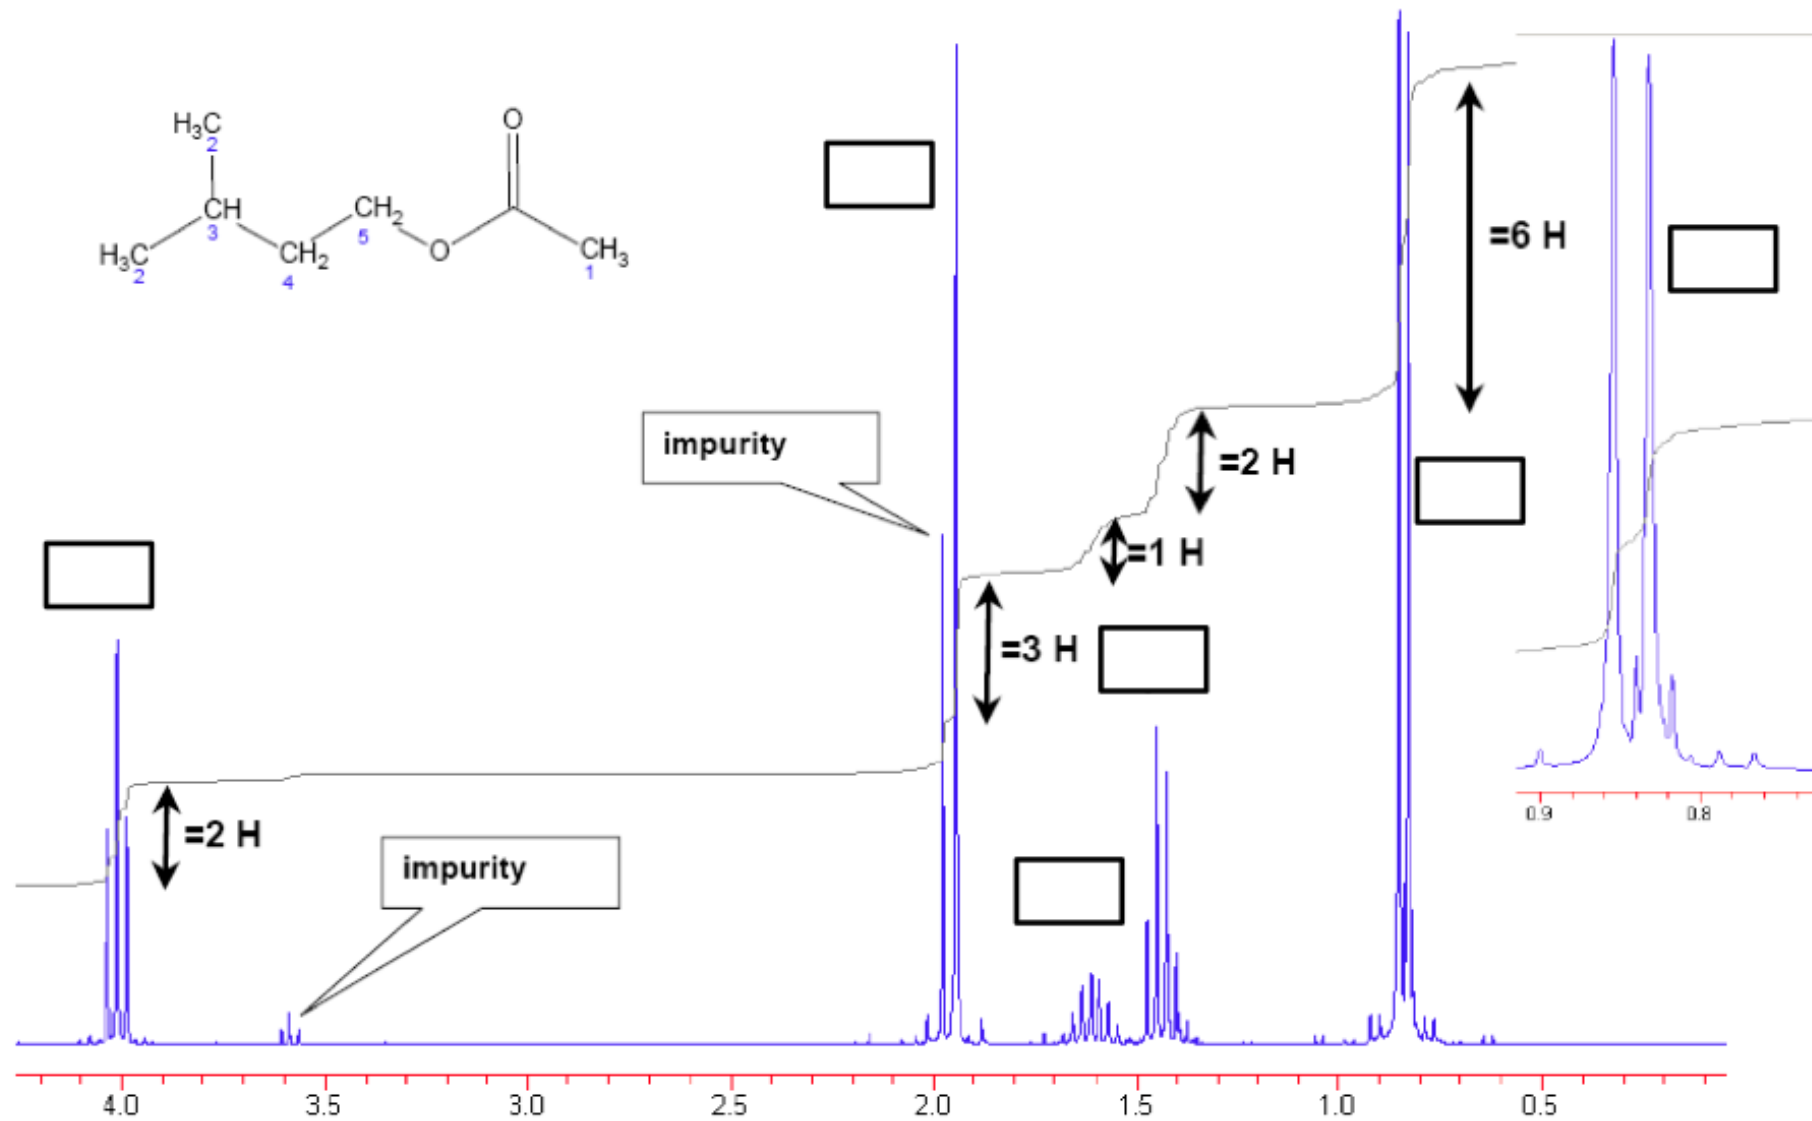 H₃C
2
O
CH
3
CH₂
5
H₃C
2
CH₂
4
O
CH₃
1
=6 H
impurity
=2 H
=1 H
=3 H
=2 H
impurity
0.9 0.8
4.0 3.5 3.0 2.5 2.0 1.5 1.0 0.5